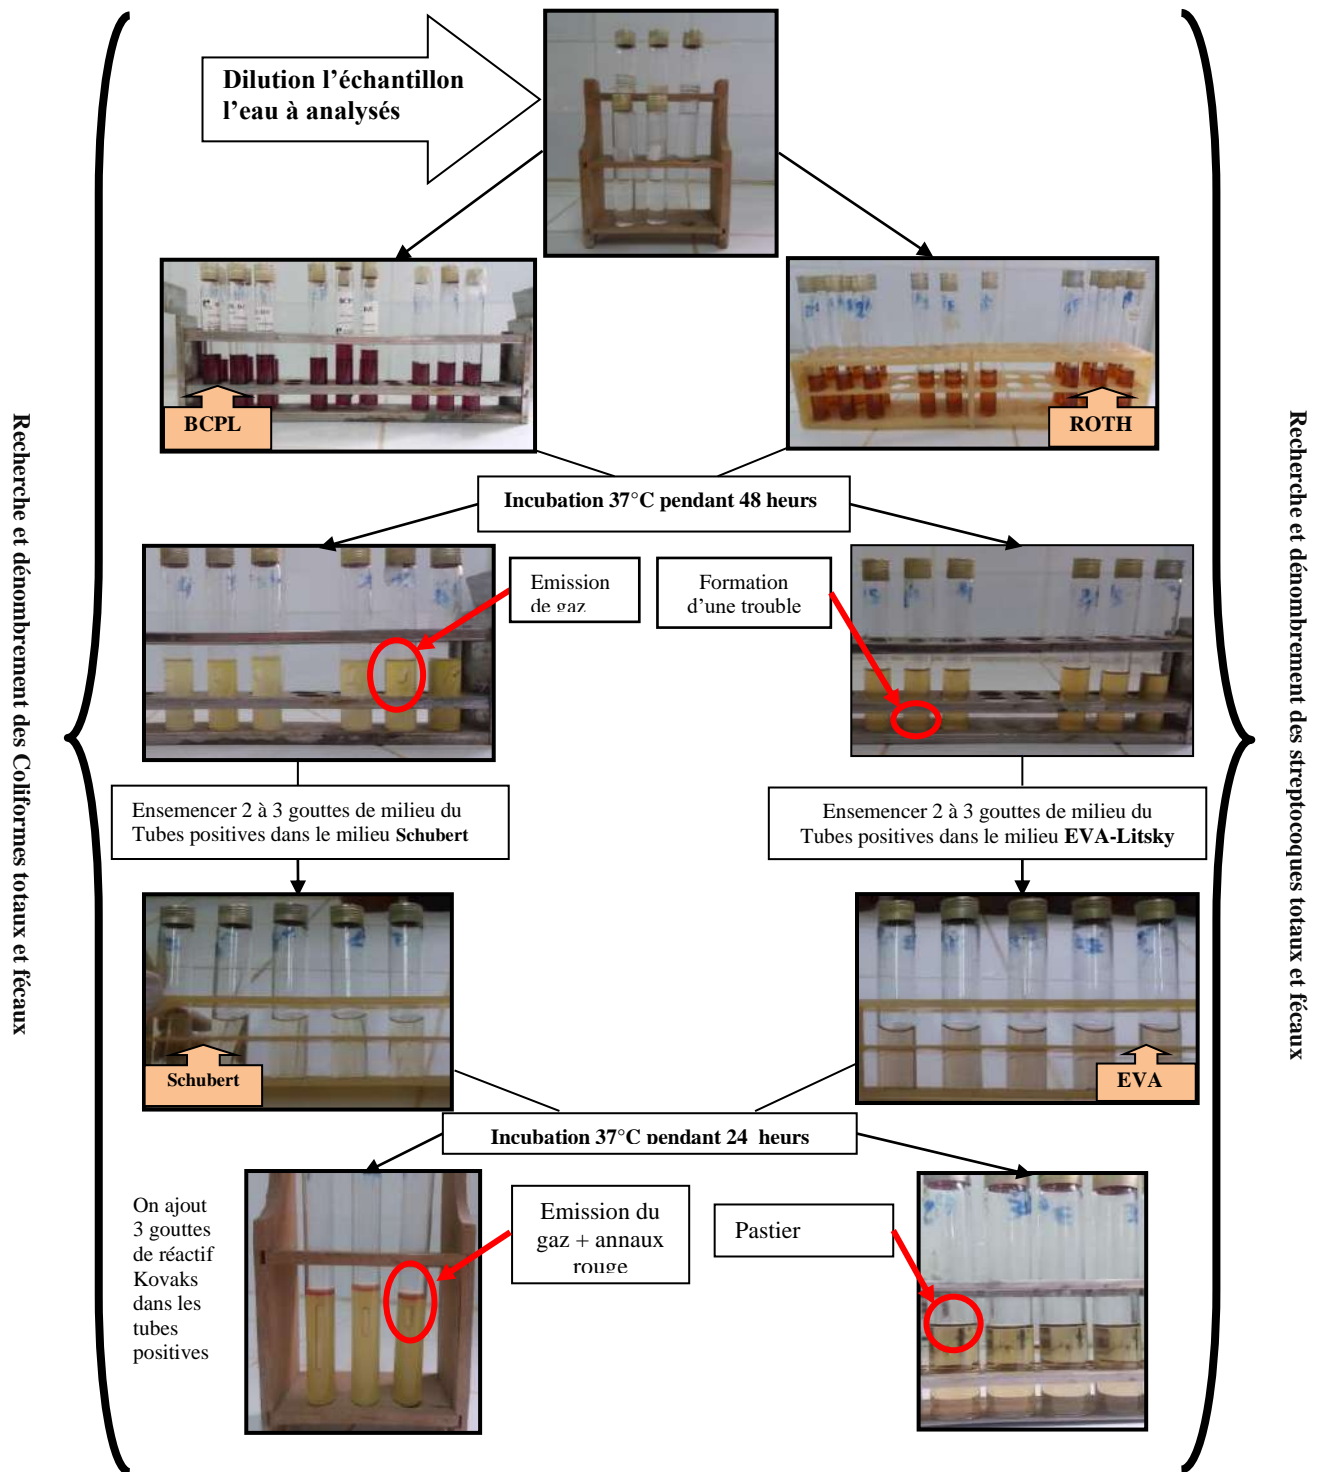 Dilution l’échantillon
l’eau à analysés
BCPL
ROTH
Recherche et dénombrement des Coliformes totaux et fécaux
Recherche et dénombrement des streptocoques totaux et fécaux
Incubation 37°C pendant 48 heurs
Emission
de gaz
Formation
d’une trouble
Ensemencer 2 à 3 gouttes de milieu du
Tubes positives dans le milieu Schubert
Ensemencer 2 à 3 gouttes de milieu du
Tubes positives dans le milieu EVA-Litsky
Schubert
EVA
Incubation 37°C pendant 24 heurs
On ajout
3 gouttes
de réactif
Kovaks
dans les
tubes
positives
Emission du
gaz + annaux
rouge
Pastier